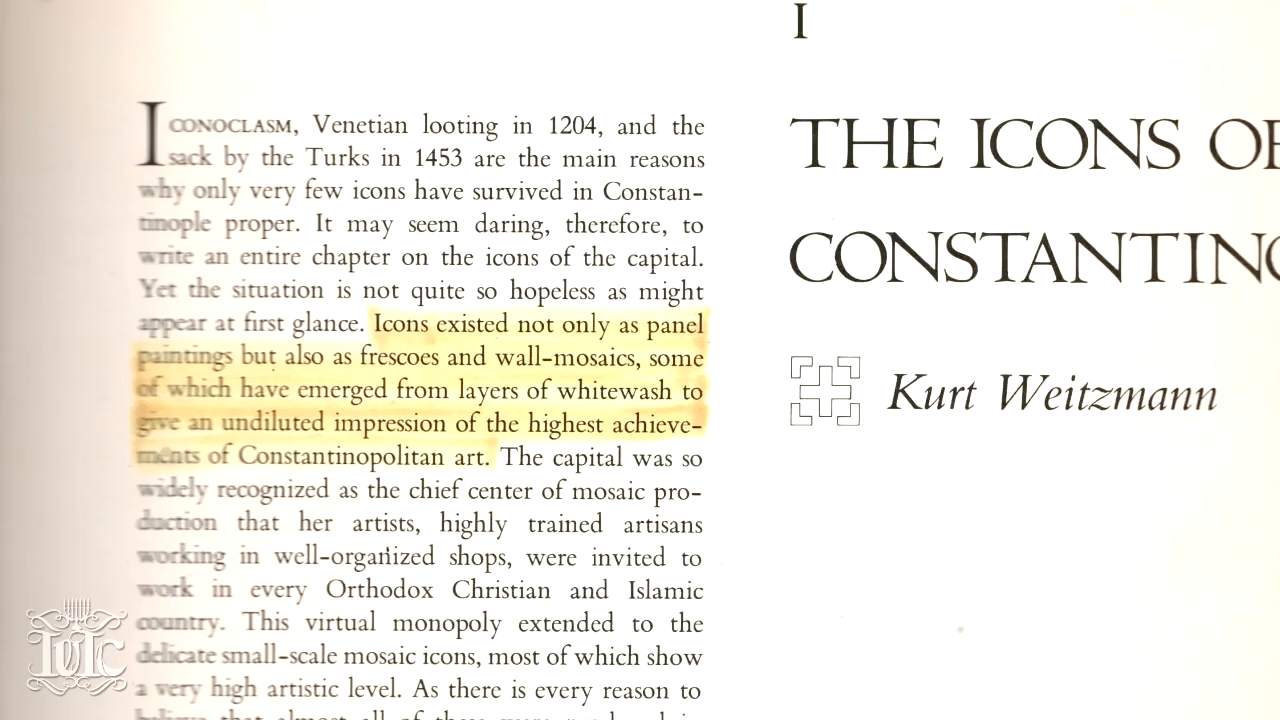 I
THE ICONS OF
CONSTANTINO
Kurt Weitzmann
ICONOCLASM, Venetian looting in 1204, and the
sack by the Turks in 1453 are the main reasons
why only very few icons have survived in Constan-
tinople proper. It may seem daring, therefore, to
write an entire chapter on the icons of the capital.
Yet the situation is not quite so hopeless as might
appear at first glance. Icons existed not only as panel
paintings but also as frescoes and wall-mosaics, some
of which have emerged from layers of whitewash to
give an undiluted impression of the highest achieve-
ments of Constantinopolitan art. The capital was so
widely recognized as the chief center of mosaic pro-
duction that her artists, highly trained artisans
working in well-organized shops, were invited to
work in every Orthodox Christian and Islamic
country. This virtual monopoly extended to the
delicate small-scale mosaic icons, most of which show
a very high artistic level. As there is every reason to
IUIC